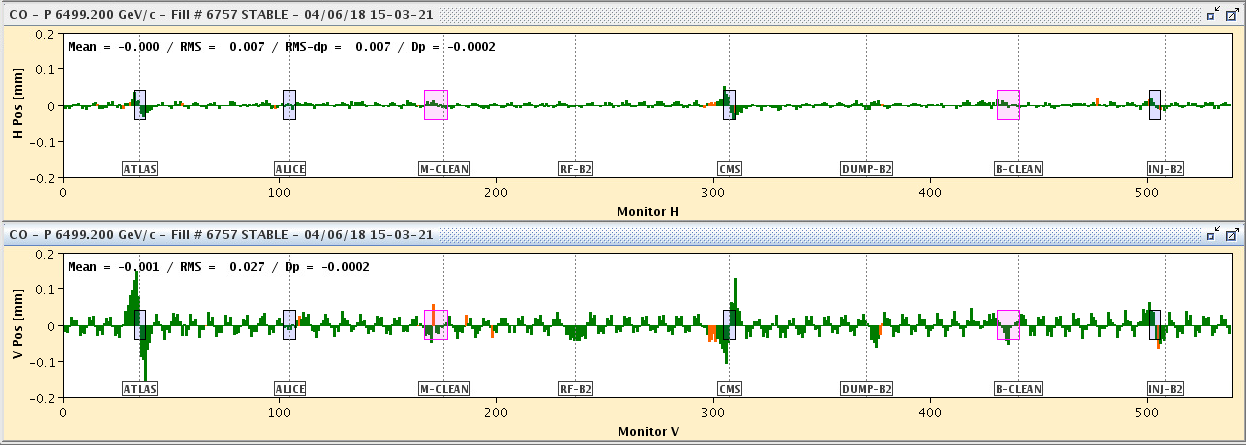 CO - P 6499.200 GeV/c - Fill # 6757 STABLE - 04/06/18 15-03-21
Mean = -0.000 / RMS = 0.007 / RMS-dp = 0.007 / Dp = -0.0002
H Pos [mm]
0.2
0.1
0
-0.1
-0.2
ATLAS ALICE M-CLEAN RF-B2 CMS DUMP-B2 B-CLEAN INJ-B2
0 100 200 300 400 500
Monitor H
CO - P 6499.200 GeV/c - Fill # 6757 STABLE - 04/06/18 15-03-21
Mean = -0.001 / RMS = 0.027 / Dp = -0.0002
V Pos [mm]
0.2
0.1
0
-0.1
-0.2
ATLAS ALICE M-CLEAN RF-B2 CMS DUMP-B2 B-CLEAN INJ-B2
0 100 200 300 400 500
Monitor V